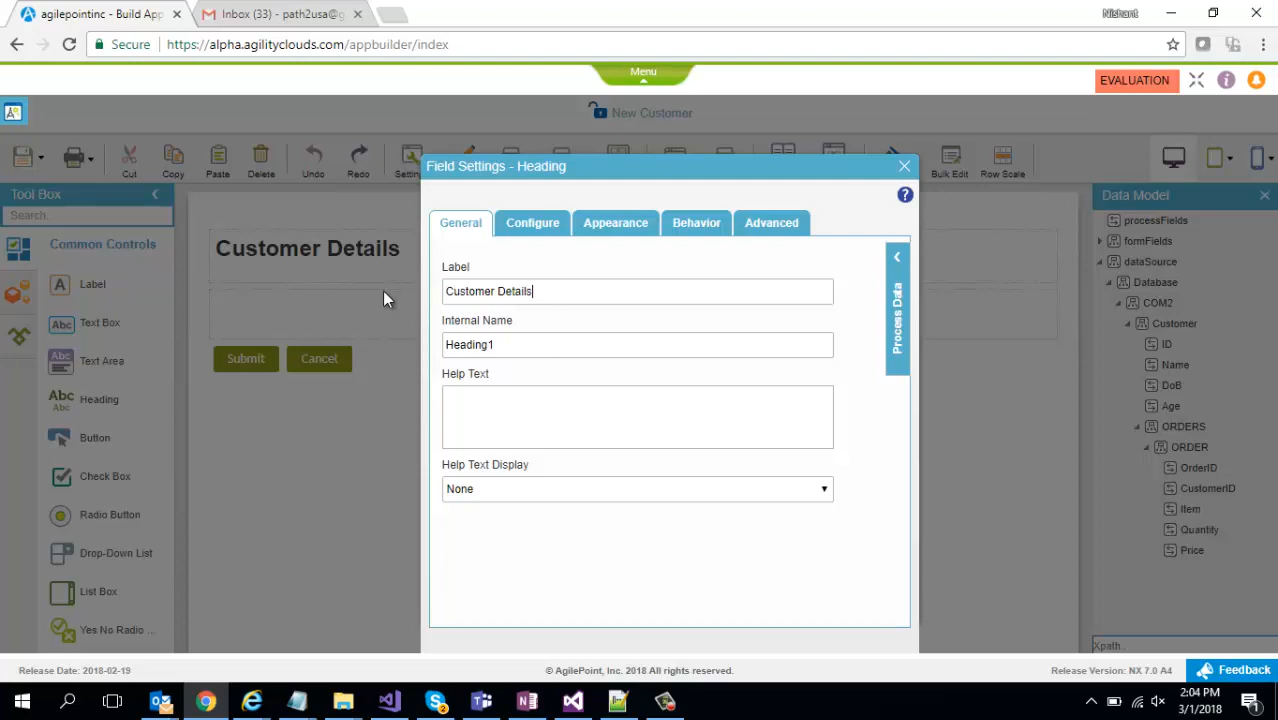 agilepointinc - Build App
Inbox (33) - path2usa@g
Nishant
Secure
https://alpha.agilityclouds.com/appbuilder/index
Menu
EVALUATION
New Customer
Cut
Copy
Paste
Delete
Undo
Redo
Bulk Edit
Row Scale
Field Settings - Heading
Tool Box
Search..
Common Controls
Label
Text Box
Text Area
Heading
Button
Check Box
Radio Button
Drop-Down List
List Box
Yes No Radio ...
Customer Details
Submit
Cancel
General
Configure
Appearance
Behavior
Advanced
Label
Customer Details
Internal Name
Heading1
Help Text
Help Text Display
None
Process Data
Data Model
processFields
formFields
dataSource
Database
COM2
Customer
ID
Name
DoB
Age
ORDERS
ORDER
OrderID
CustomerID
Item
Quantity
Price
Xpath..
Release Date: 2018-02-19
© AgilePoint, Inc. 2018 All rights reserved.
Release Version: NX 7.0 A4
Feedback
2:04 PM
3/1/2018